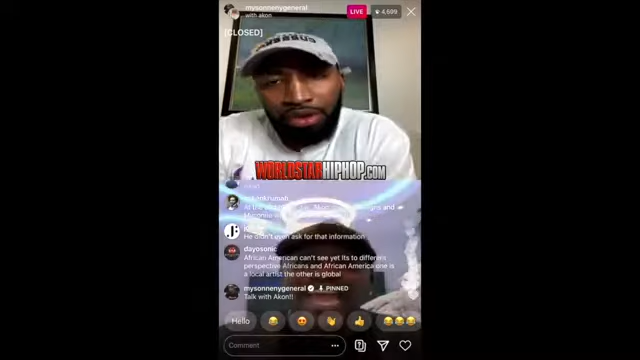 mysonnenygeneral
with akon
LIVE
4,699
[CLOSED]
WORLDSTARHIPHOP.COM
He didn't even ask for that information
dayosonic
African American can't see yet its to different
perspective Africans and African America one is
a local artist the other is global
mysonnenygeneral PINNED
Talk with Akon!!
Hello
Comment